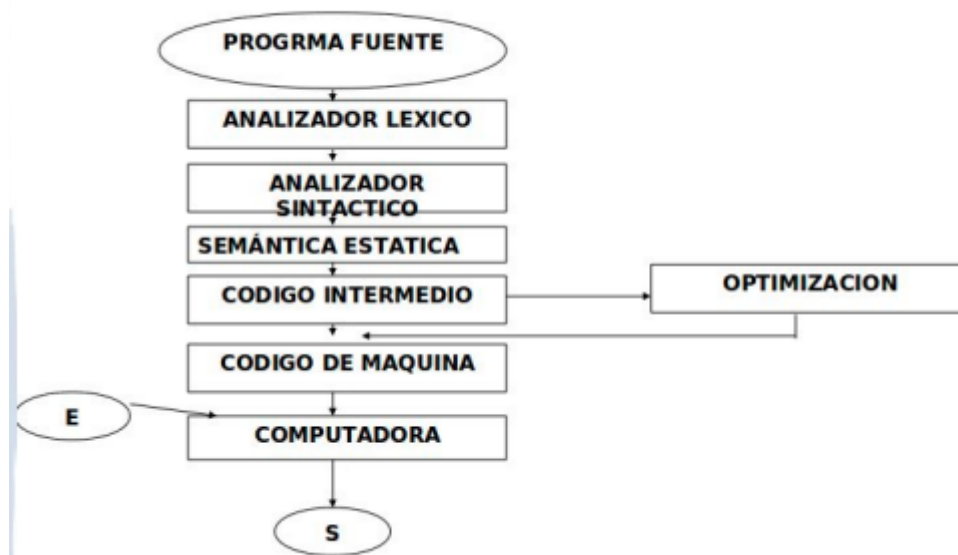 PROGRMA FUENTE
ANALIZADOR LEXICO
ANALIZADOR
SINTACTICO
SEMÁNTICA ESTATICA
CODIGO INTERMEDIO
OPTIMIZACION
CODIGO DE MAQUINA
E
COMPUTADORA
S